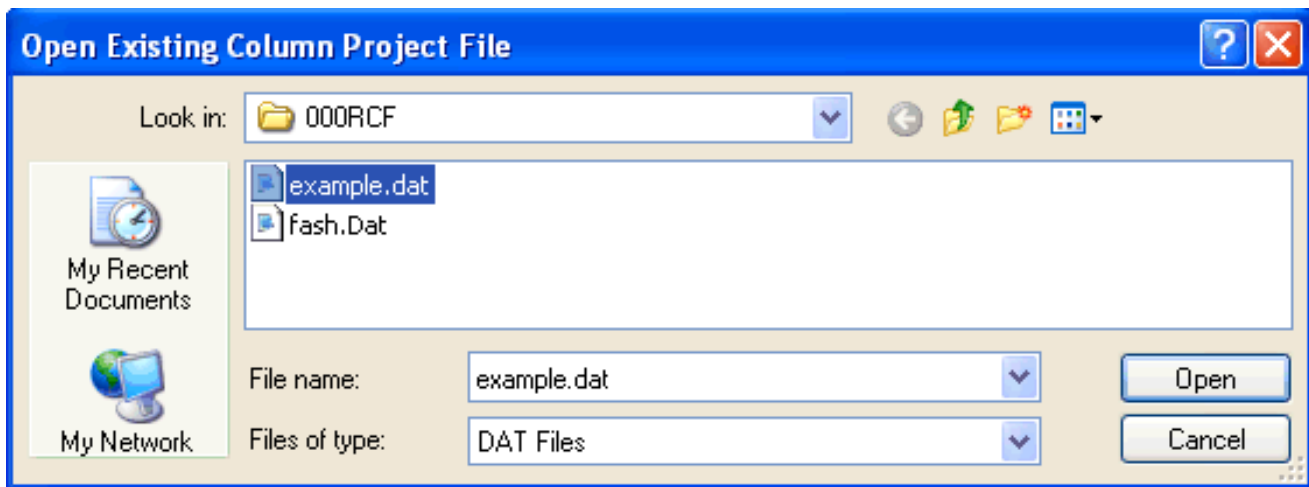 Open Existing Column Project File
Look in: 000RCF
example.dat
fash.Dat
My Recent
Documents
My Network
File name: example.dat
Open
Files of type: DAT Files
Cancel